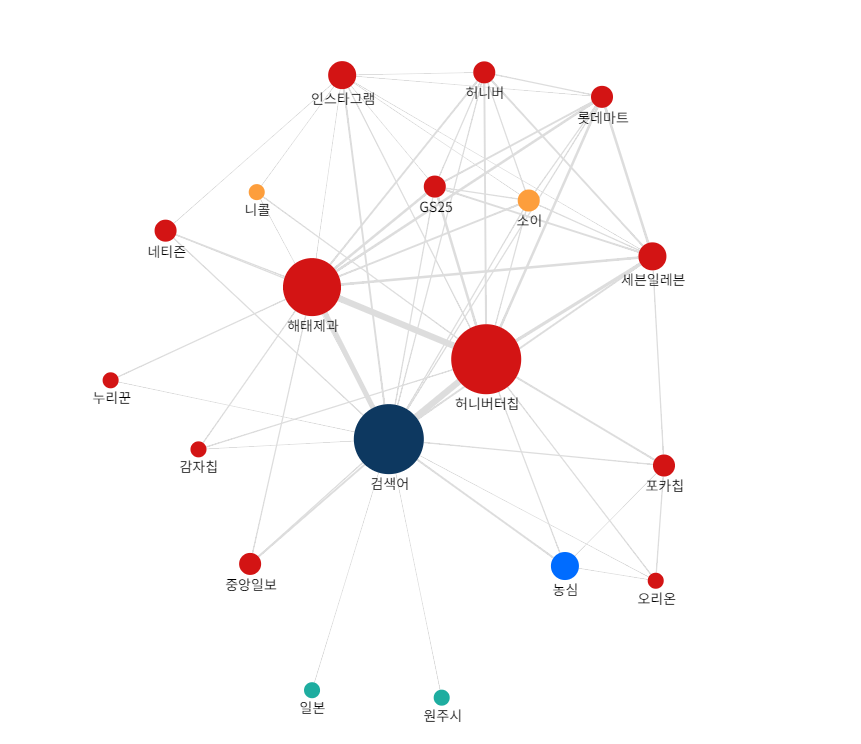 인스타그램
허니버
롯데마트
니콜
GS25
소이
네티즌
세븐일레븐
해태제과
누리꾼
허니버터칩
감자칩
검색어
포카칩
중앙일보
농심
오리온
일본
원주시